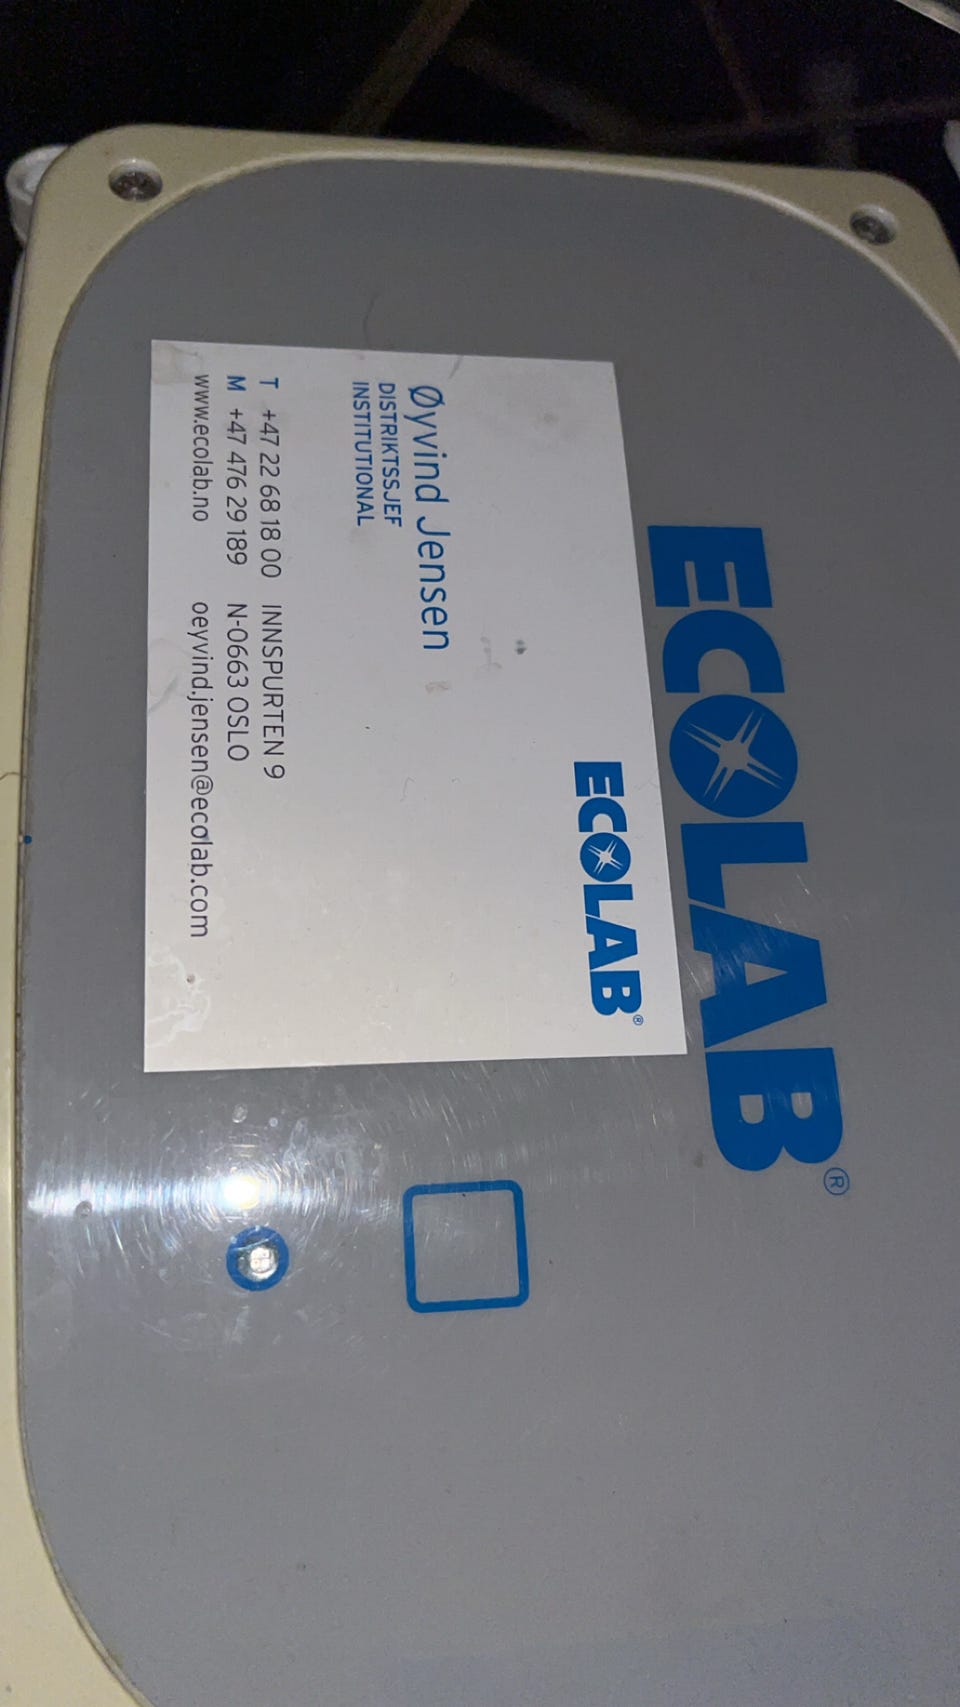 ECOLAB®
ECOLAB®
Øyvind Jensen
DISTRIKTSSJEF
INSTITUTIONAL
T +47 22 68 18 00 INNSPURTEN 9
M +47 476 29 189 N-0663 OSLO
www.ecolab.no oeyvind.jensen@ecolab.com